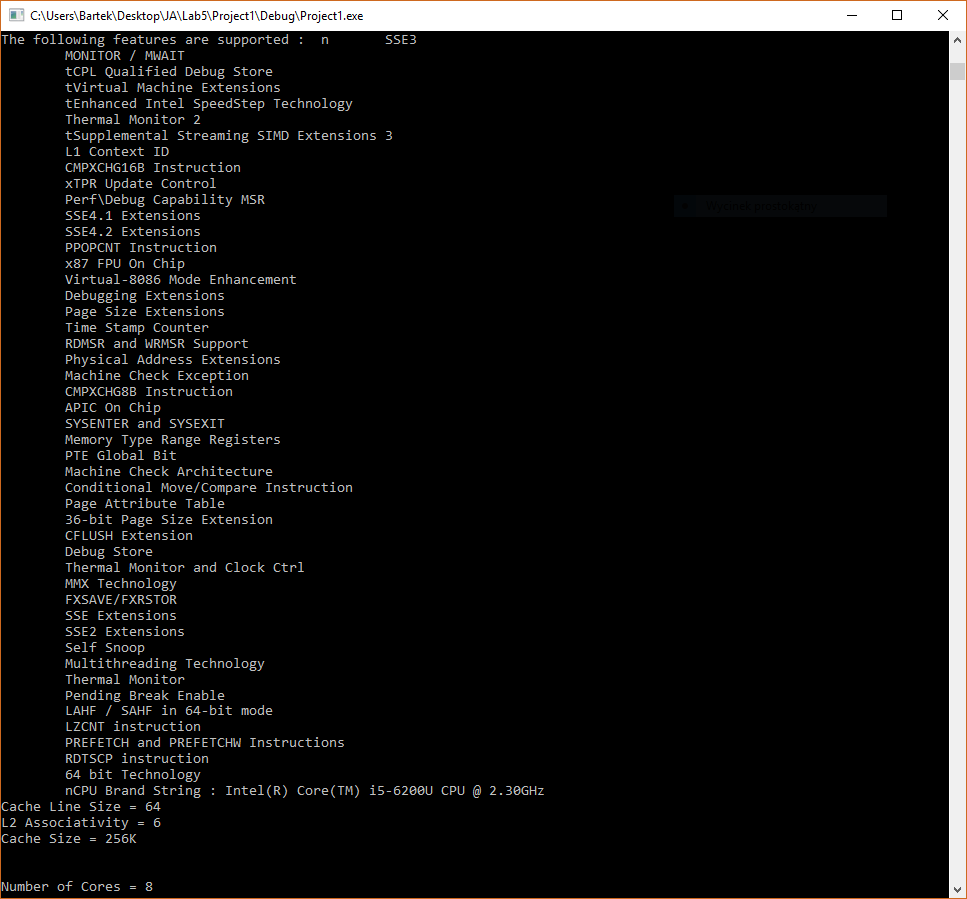 C:\Users\Bartek\Desktop\JA\Lab5\Project1\Debug\Project1.exe
The following features are supported :  n       SSE3
MONITOR / MWAIT
tCPL Qualified Debug Store
tVirtual Machine Extensions
tEnhanced Intel SpeedStep Technology
Thermal Monitor 2
tSupplemental Streaming SIMD Extensions 3
L1 Context ID
CMPXCHG16B Instruction
xTPR Update Control
Perf\Debug Capability MSR
SSE4.1 Extensions
SSE4.2 Extensions
PPOPCNT Instruction
x87 FPU On Chip
Virtual-8086 Mode Enhancement
Debugging Extensions
Page Size Extensions
Time Stamp Counter
RDMSR and WRMSR Support
Physical Address Extensions
Machine Check Exception
CMPXCHG8B Instruction
APIC On Chip
SYSENTER and SYSEXIT
Memory Type Range Registers
PTE Global Bit
Machine Check Architecture
Conditional Move/Compare Instruction
Page Attribute Table
36-bit Page Size Extension
CFLUSH Extension
Debug Store
Thermal Monitor and Clock Ctrl
MMX Technology
FXSAVE/FXRSTOR
SSE Extensions
SSE2 Extensions
Self Snoop
Multithreading Technology
Thermal Monitor
Pending Break Enable
LAHF / SAHF in 64-bit mode
LZCNT instruction
PREFETCH and PREFETCHW Instructions
RDTSCP instruction
64 bit Technology
nCPU Brand String : Intel(R) Core(TM) i5-6200U CPU @ 2.30GHz
Cache Line Size = 64
L2 Associativity = 6
Cache Size = 256K
Number of Cores = 8